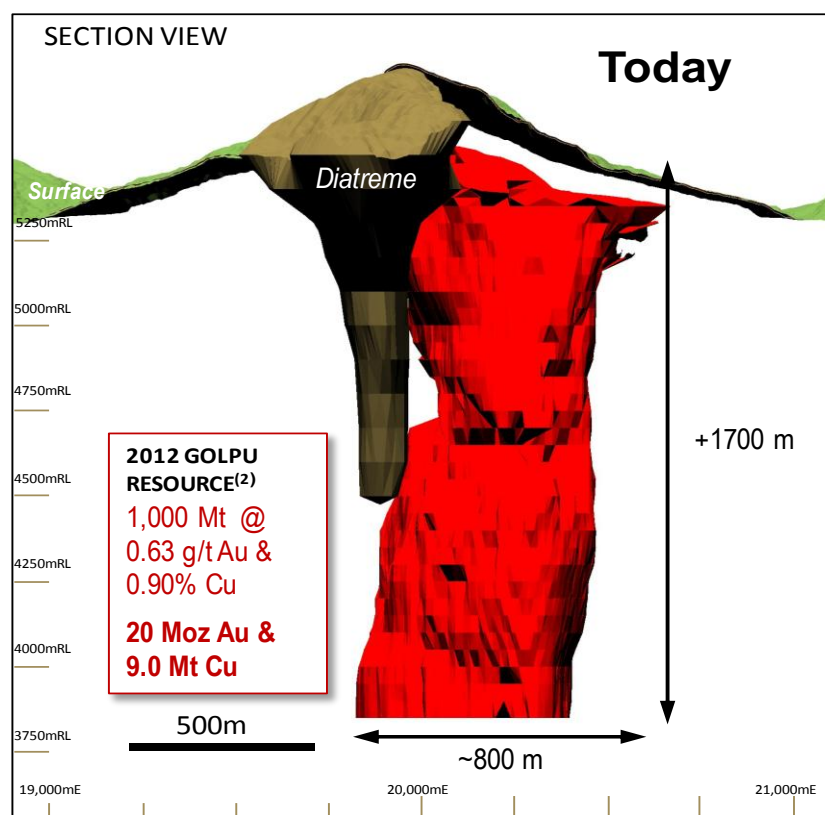 SECTION VIEW
Today
Diatreme
Surface
5250mRL
5000mRL
4750mRL
4500mRL
4250mRL
4000mRL
3750mRL
2012 GOLPU
RESOURCE(2)
1,000 Mt @
0.63 g/t Au &
0.90% Cu
20 Moz Au &
9.0 Mt Cu
+1700 m
500m
~800 m
19,000mE
20,000mE
21,000mE